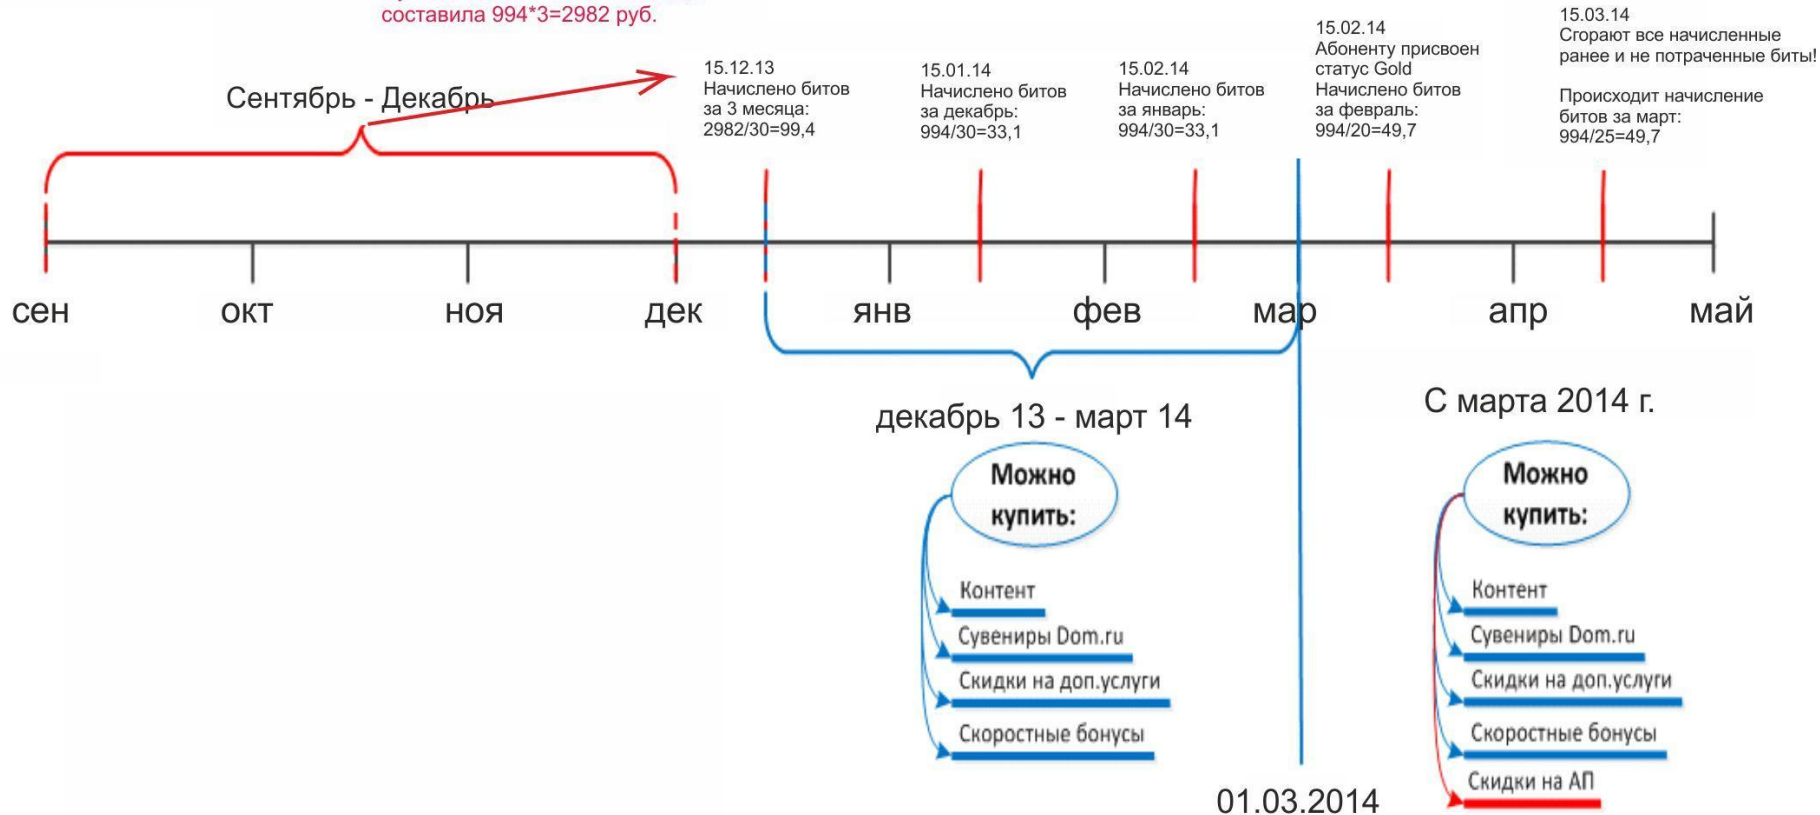 составила 994*3=2982 руб.
Сентябрь - Декабрь
15.12.13
Начислено битов
за 3 месяца:
2982/30=99,4
15.01.14
Начислено битов
за декабрь:
994/30=33,1
15.02.14
Начислено битов
за январь:
994/30=33,1
15.02.14
Абоненту присвоен
статус Gold
Начислено битов
за февраль:
994/20=49,7
15.03.14
Сгорают все начисленные
ранее и не потраченные биты!
Происходит начисление
битов за март:
994/25=49,7
сен
окт
ноя
дек
янв
фев
мар
апр
май
декабрь 13 - март 14
Можно
купить:
Контент
Сувениры Dom.ru
Скидки на доп.услуги
Скоростные бонусы
01.03.2014
С марта 2014 г.
Можно
купить:
Контент
Сувениры Dom.ru
Скидки на доп.услуги
Скоростные бонусы
Скидки на АП